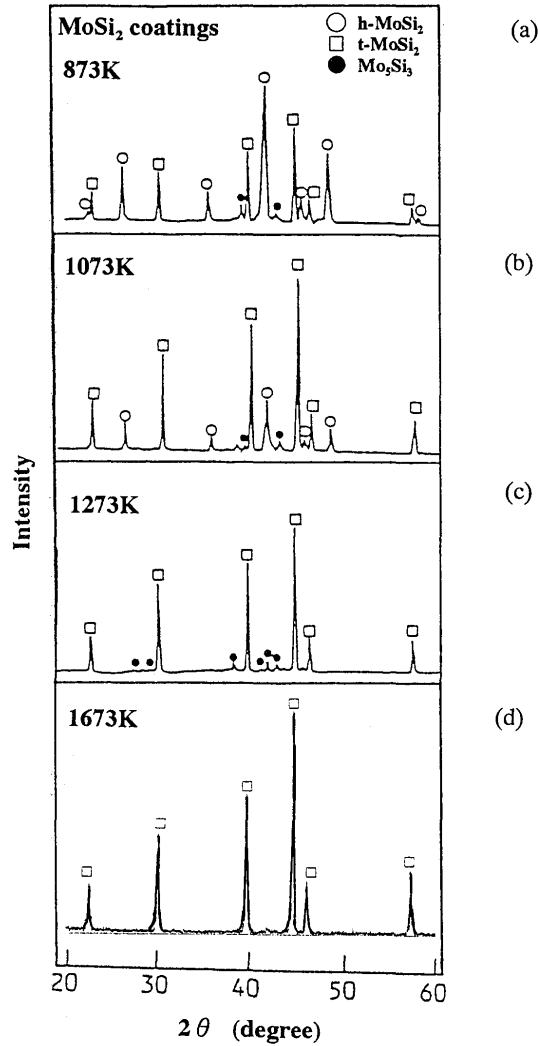 MoSi₂ coatings
○ h-MoSi₂
□ t-MoSi₂
● Mo₅Si₃
(a)
873K
(b)
1073K
(c)
1273K
(d)
1673K
Intensity
20 30 40 50 60
2θ (degree)